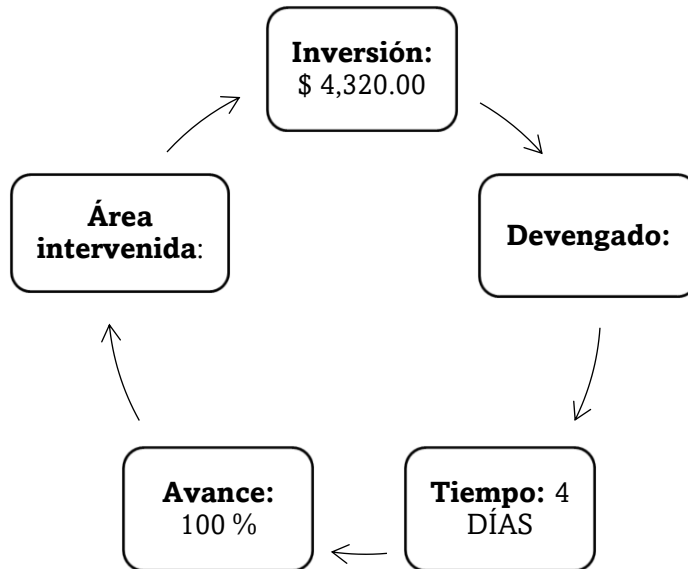 Inversión:
$ 4,320.00
Devengado:
Tiempo: 4
DÍAS
Avance:
100 %
Área
intervenida: